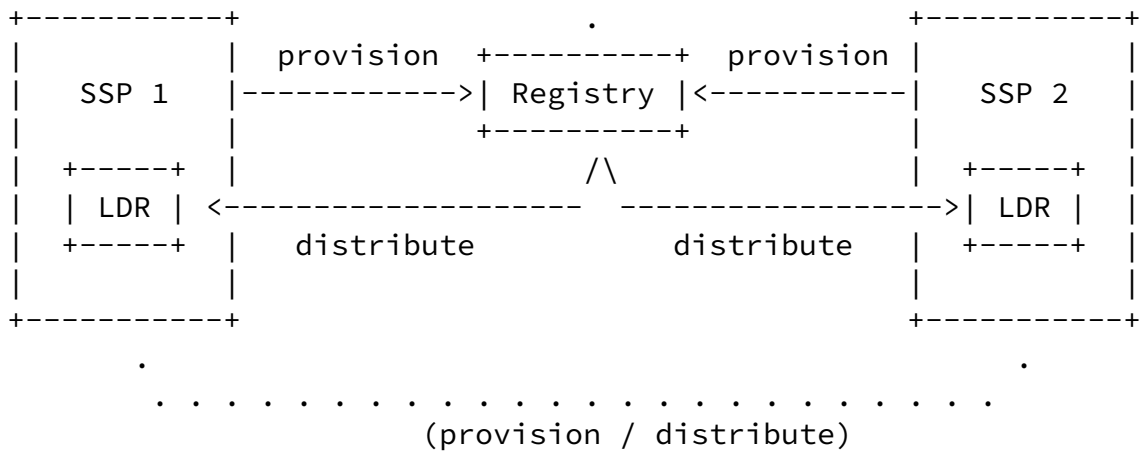 +-----------+                   .                 +-----------+
|           |  provision  +----------+  provision |           |
|   SSP 1   |------------>| Registry |<-----------|   SSP 2   |
|           |             +----------+            |           |
|  +-----+  |                   /\                |  +-----+  |
|  | LDR | <--------------------  ------------------>| LDR |  |
|  +-----+  |   distribute           distribute   |  +-----+  |
|           |                                     |           |
+-----------+                                     +-----------+
       .                                                .
        . . . . . . . . . . . . . . . . . . . . . . . .
                       (provision / distribute)